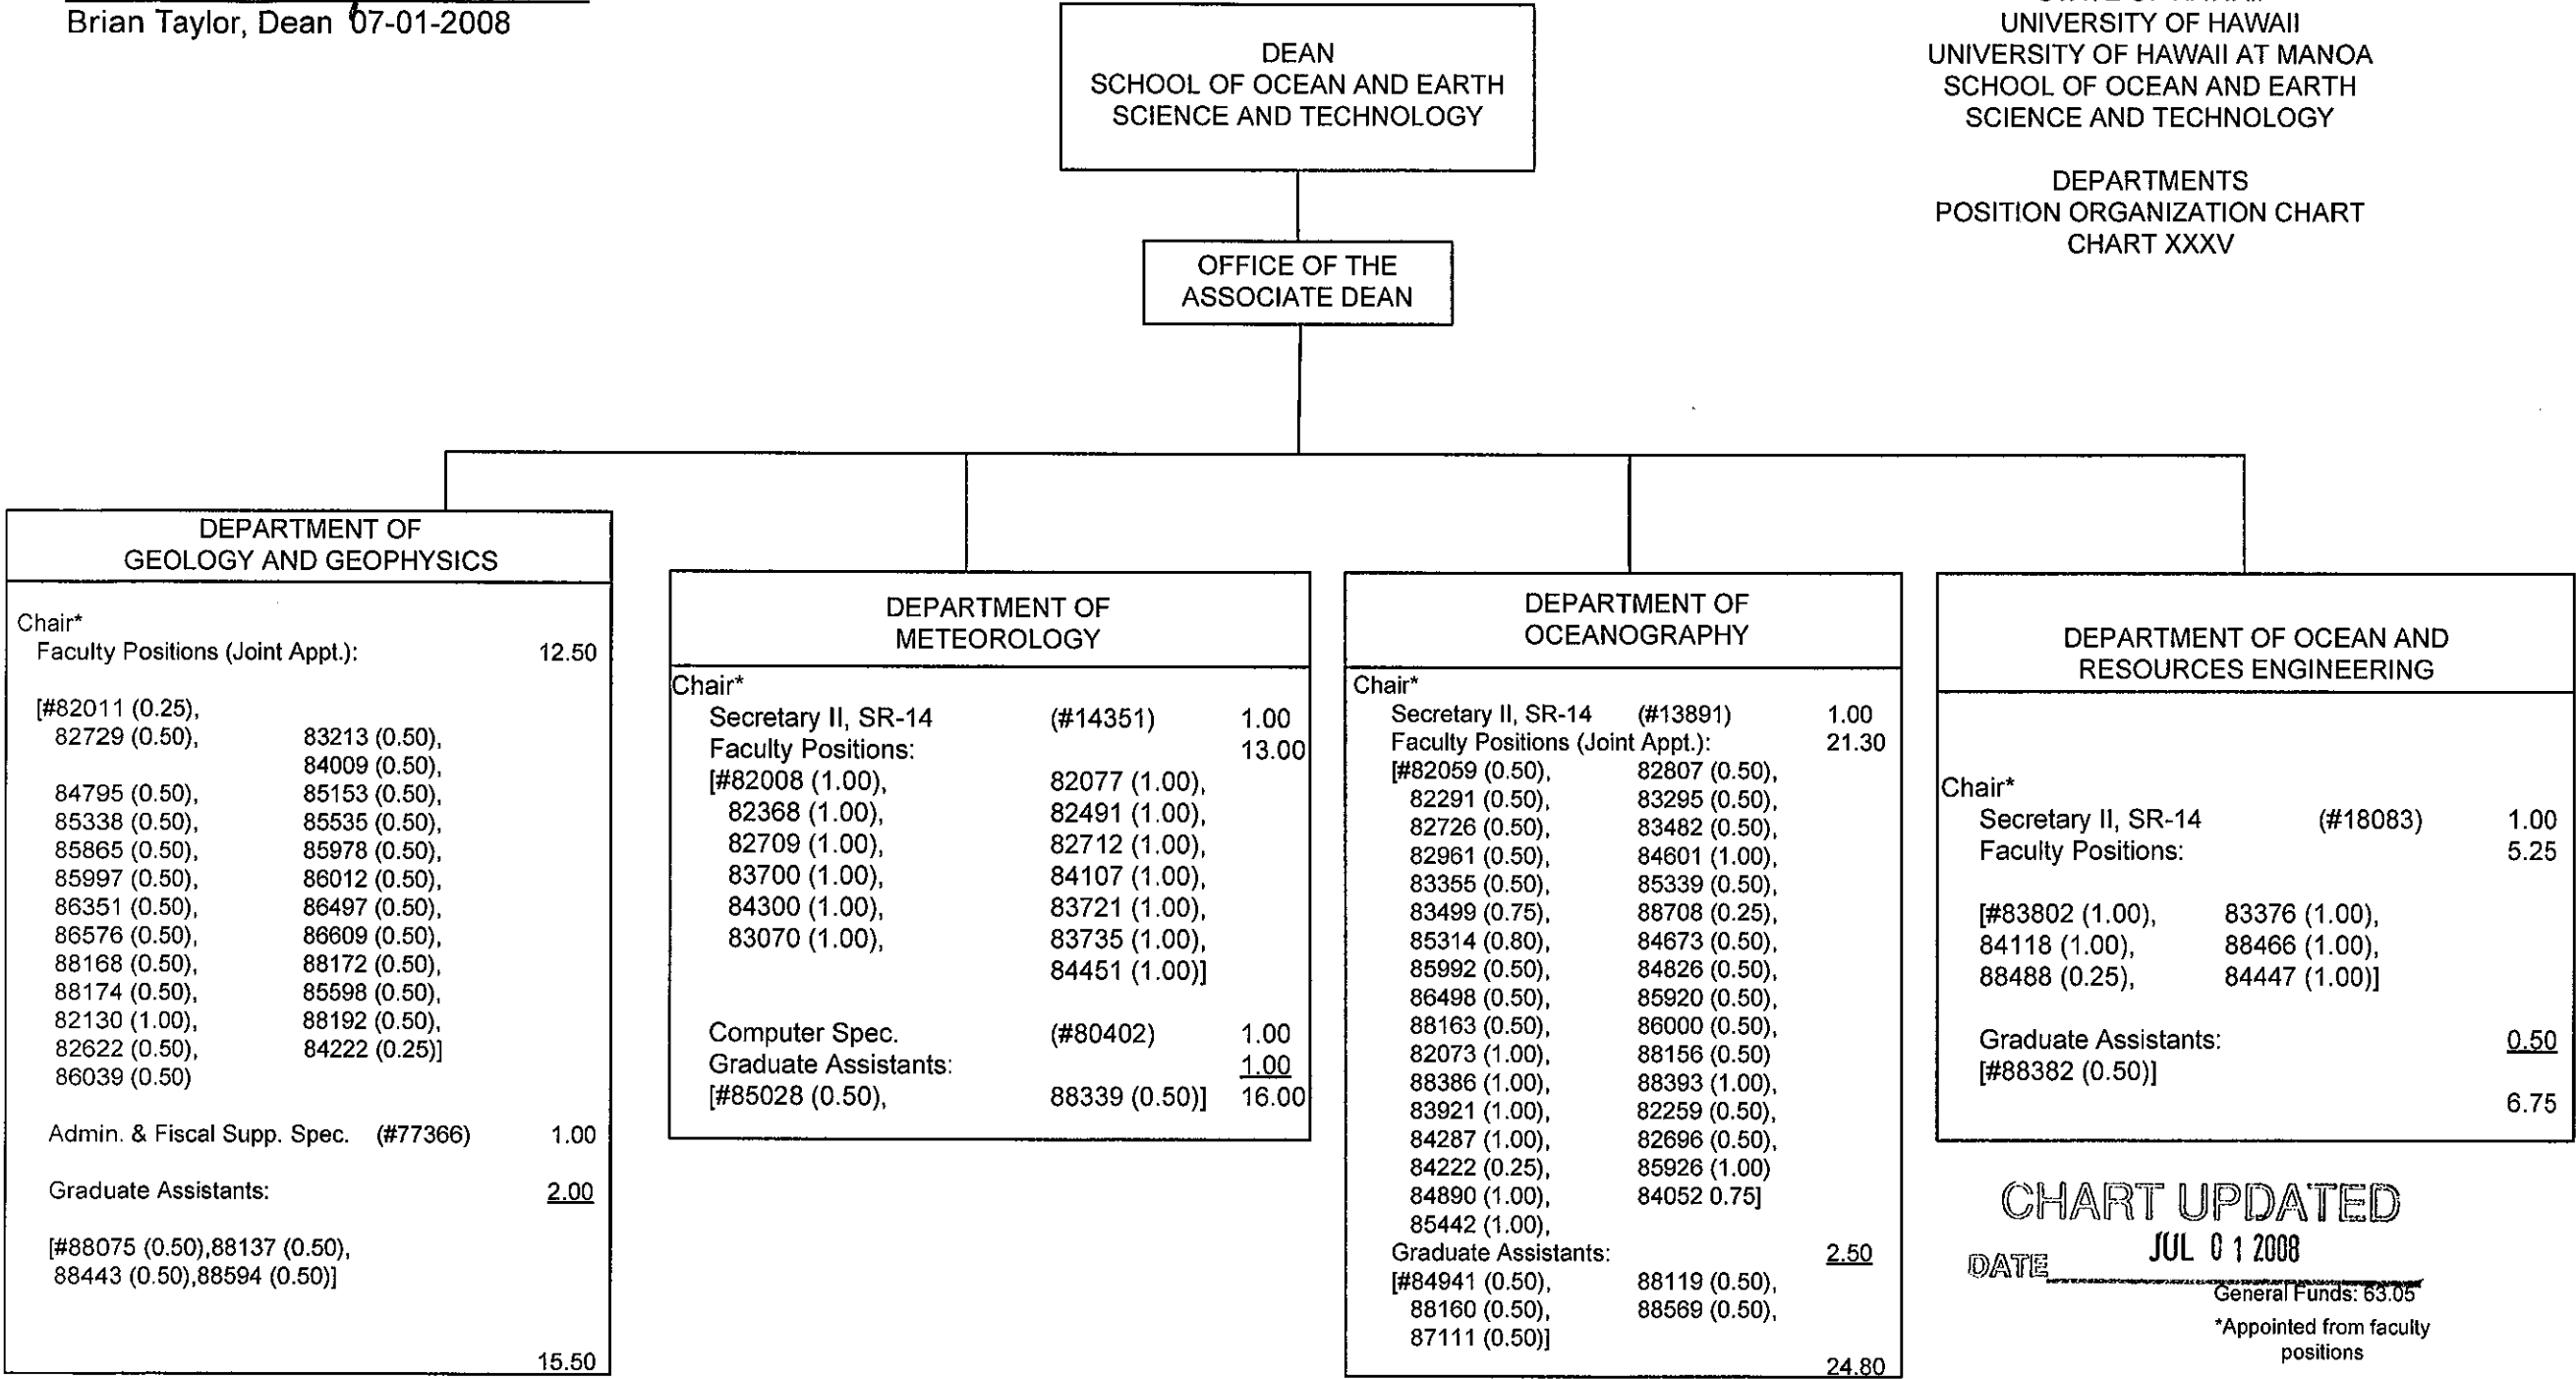 Brian Taylor, Dean 07-01-2008
UNIVERSITY OF HAWAII
UNIVERSITY OF HAWAII AT MANOA
SCHOOL OF OCEAN AND EARTH
SCIENCE AND TECHNOLOGY
DEPARTMENTS
POSITION ORGANIZATION CHART
CHART XXXV
DEAN
SCHOOL OF OCEAN AND EARTH
SCIENCE AND TECHNOLOGY
OFFICE OF THE
ASSOCIATE DEAN
DEPARTMENT OF
GEOLOGY AND GEOPHYSICS
Chair*
Faculty Positions (Joint Appt.): 12.50
[#82011 (0.25),
82729 (0.50), 83213 (0.50),
84009 (0.50),
84795 (0.50), 85153 (0.50),
85338 (0.50), 85535 (0.50),
85865 (0.50), 85978 (0.50),
85997 (0.50), 86012 (0.50),
86351 (0.50), 86497 (0.50),
86576 (0.50), 86609 (0.50),
88168 (0.50), 88172 (0.50),
88174 (0.50), 85598 (0.50),
82130 (1.00), 88192 (0.50),
82622 (0.50), 84222 (0.25)]
86039 (0.50)
Admin. & Fiscal Supp. Spec. (#77366) 1.00
Graduate Assistants: 2.00
[#88075 (0.50),88137 (0.50),
88443 (0.50),88594 (0.50)]
15.50
DEPARTMENT OF
METEOROLOGY
Chair*
Secretary II, SR-14 (#14351) 1.00
Faculty Positions: 13.00
[#82008 (1.00), 82077 (1.00),
82368 (1.00), 82491 (1.00),
82709 (1.00), 82712 (1.00),
83700 (1.00), 84107 (1.00),
84300 (1.00), 83721 (1.00),
83070 (1.00), 83735 (1.00),
84451 (1.00)]
Computer Spec. (#80402) 1.00
Graduate Assistants: 1.00
[#85028 (0.50), 88339 (0.50)] 16.00
DEPARTMENT OF
OCEANOGRAPHY
Chair*
Secretary II, SR-14 (#13891) 1.00
Faculty Positions (Joint Appt.): 21.30
[#82059 (0.50), 82807 (0.50),
82291 (0.50), 83295 (0.50),
82726 (0.50), 83482 (0.50),
82961 (0.50), 84601 (1.00),
83355 (0.50), 85339 (0.50),
83499 (0.75), 88708 (0.25),
85314 (0.80), 84673 (0.50),
85992 (0.50), 84826 (0.50),
86498 (0.50), 85920 (0.50),
88163 (0.50), 86000 (0.50),
82073 (1.00), 88156 (0.50)
88386 (1.00), 88393 (1.00),
83921 (1.00), 82259 (0.50),
84287 (1.00), 82696 (0.50),
84222 (0.25), 85926 (1.00)
84890 (1.00), 84052 0.75]
85442 (1.00),
Graduate Assistants: 2.50
[#84941 (0.50), 88119 (0.50),
88160 (0.50), 88569 (0.50),
87111 (0.50)]
24.80
DEPARTMENT OF OCEAN AND
RESOURCES ENGINEERING
Chair*
Secretary II, SR-14 (#18083) 1.00
Faculty Positions: 5.25
[#83802 (1.00), 83376 (1.00),
84118 (1.00), 88466 (1.00),
88488 (0.25), 84447 (1.00)]
Graduate Assistants: 0.50
[#88382 (0.50)]
6.75
CHART UPDATED
DATE JUL 01 2008
General Funds: 63.05
*Appointed from faculty
positions